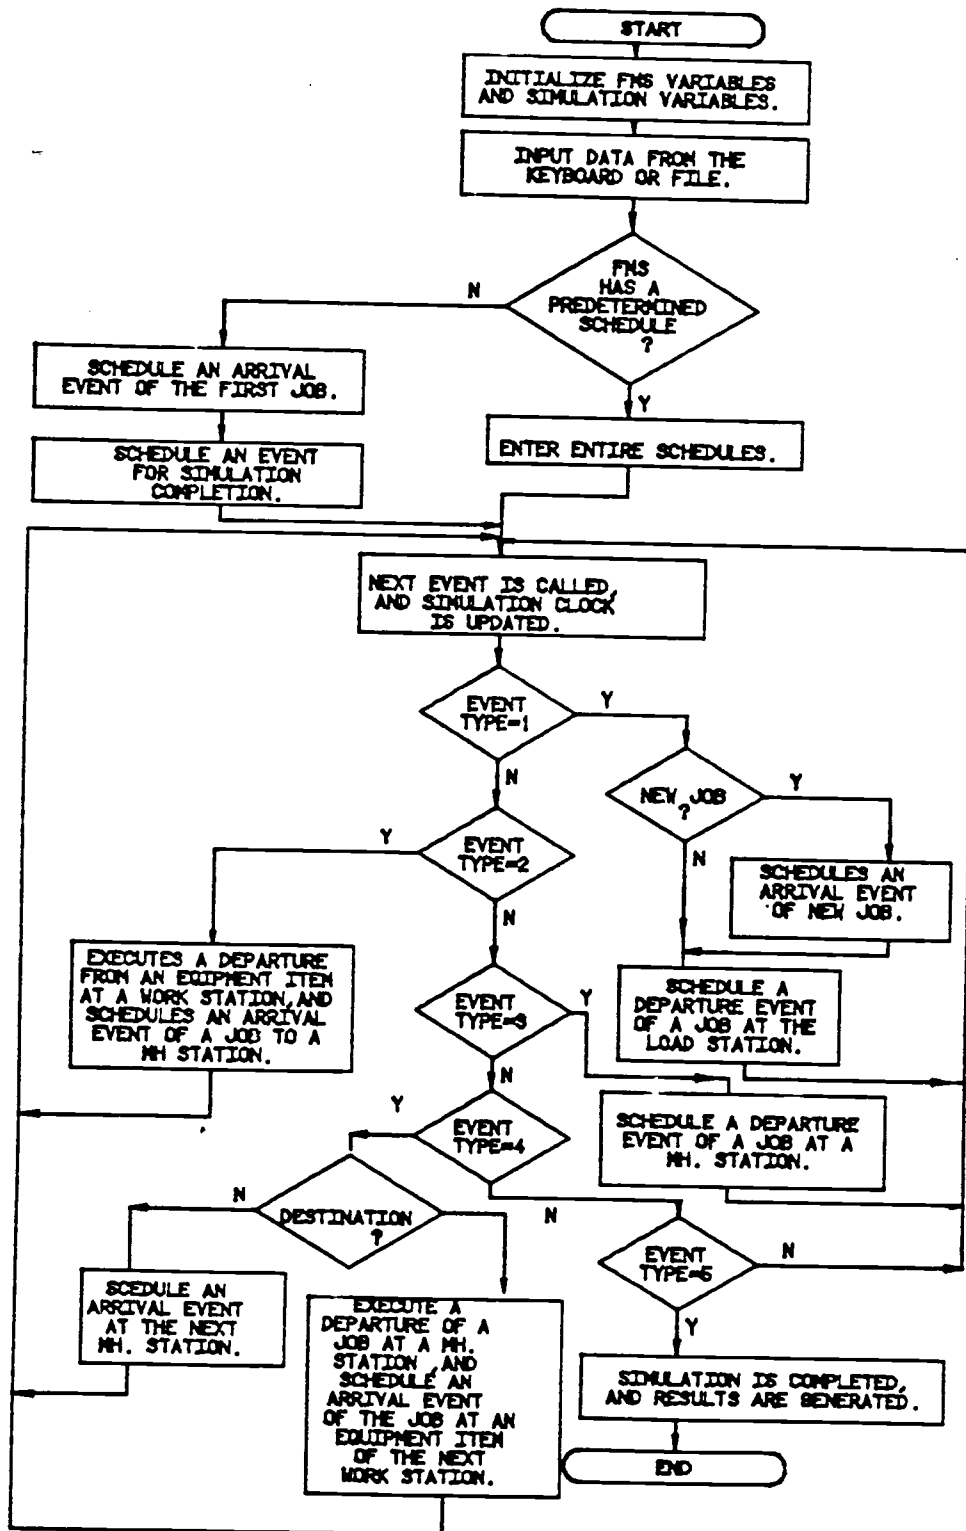 START
INITIALIZE FMS VARIABLES
AND SIMULATION VARIABLES.
INPUT DATA FROM THE
KEYBOARD OR FILE.
FMS
HAS A
PREDETERMINED
SCHEDULE
?
N
Y
SCHEDULE AN ARRIVAL
EVENT OF THE FIRST JOB.
ENTER ENTIRE SCHEDULES.
SCHEDULE AN EVENT
FOR SIMULATION
COMPLETION.
NEXT EVENT IS CALLED,
AND SIMULATION CLOCK
IS UPDATED.
EVENT
TYPE=1
Y
N
NEW JOB
?
Y
N
SCHEDULES AN
ARRIVAL EVENT
OF NEW JOB.
EVENT
TYPE=2
Y
N
EXECUTES A DEPARTURE
FROM AN EQIPMENT ITEM
AT A WORK STATION,AND
SCHEDULES AN ARRIVAL
EVENT OF A JOB TO A
MH STATION.
SCHEDULE A
DEPARTURE EVENT
OF A JOB AT THE
LOAD STATION.
EVENT
TYPE=3
Y
N
SCHEDULE A DEPARTURE
EVENT OF A JOB AT A
MH. STATION.
EVENT
TYPE=4
Y
N
DESTINATION
?
N
EVENT
TYPE=5
N
Y
SCEDULE AN
ARRIVAL EVENT
AT THE NEXT
MH. STATION.
EXECUTE A
DEPARTURE OF A
JOB AT A MH.
STATION ,AND
SCHEDULE AN
ARRIVAL EVENT
OF THE JOB AT AN
EQUIPMENT ITEM
OF THE NEXT
WORK STATION.
SIMULATION IS COMPLETED,
AND RESULTS ARE GENERATED.
END